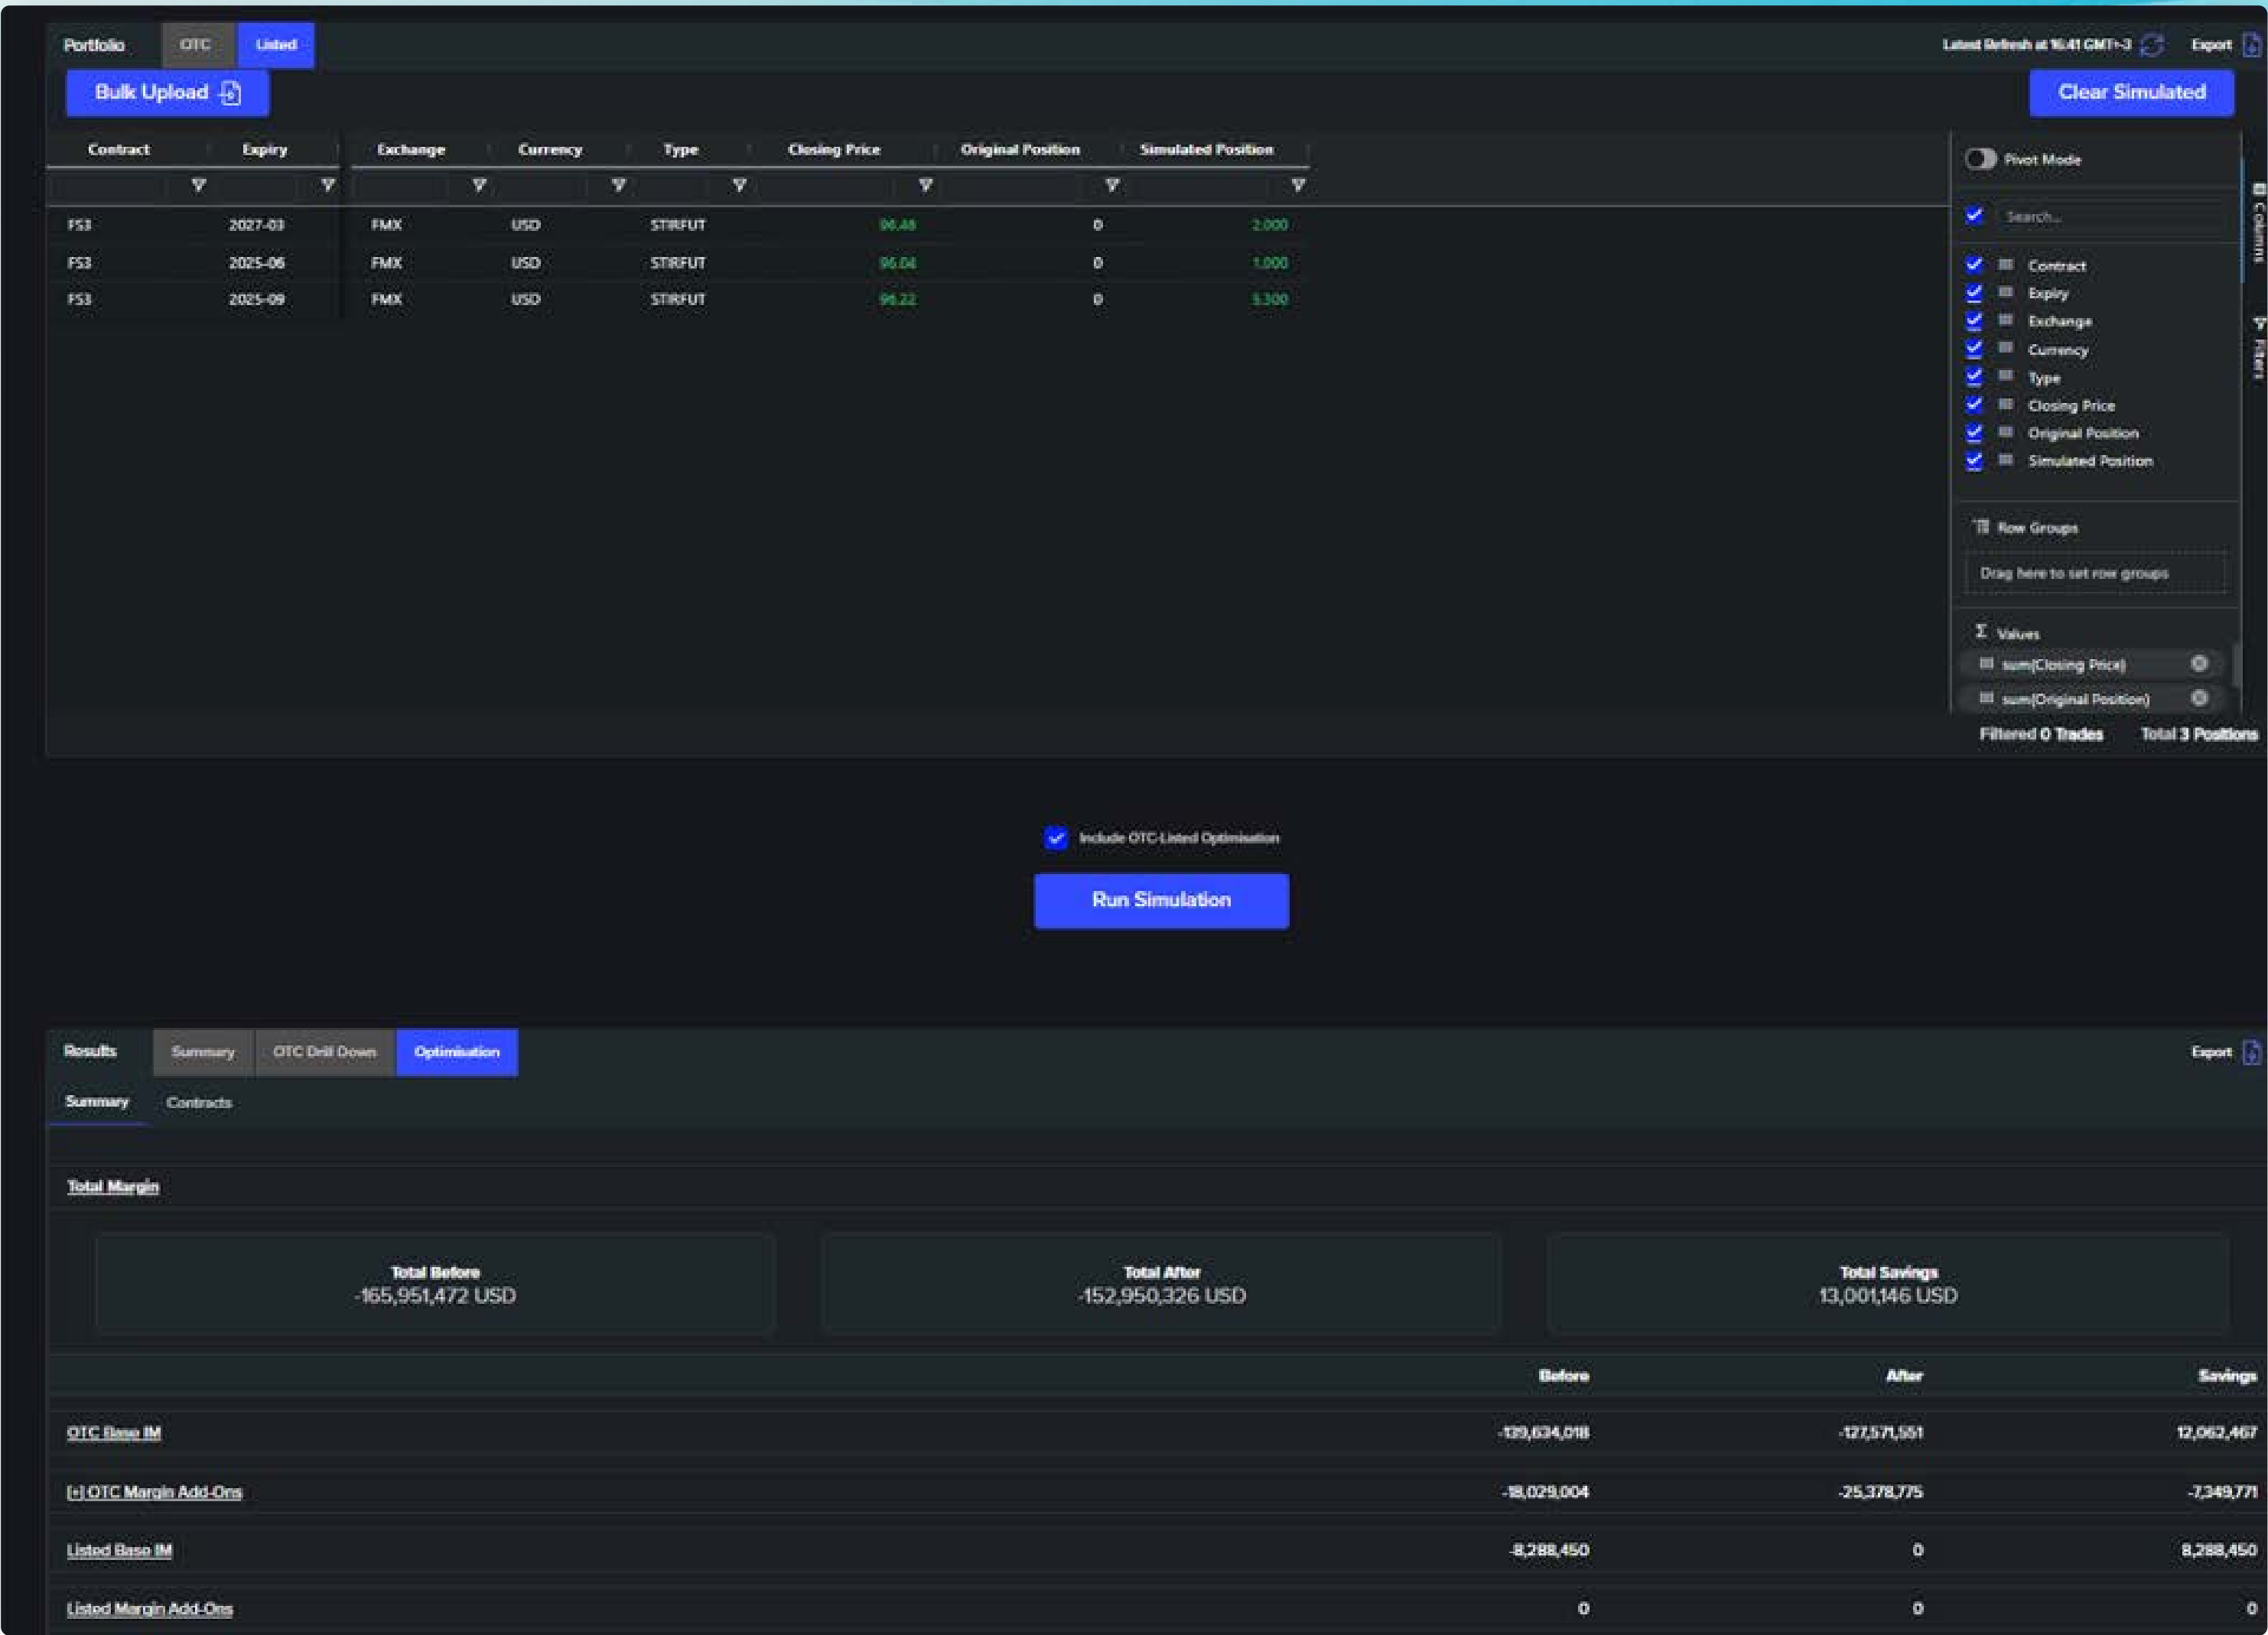 Portfolio OTC Listed Latest Refresh at 16:41 GMT+3 Export
Bulk Upload Clear Simulated
Contract Expiry Exchange Currency Type Closing Price Original Position Simulated Position
FS3 2027-03 FMX USD STIRFUT 96.48 0 2.000
FS3 2025-06 FMX USD STIRFUT 96.04 0 1.000
FS3 2025-09 FMX USD STIRFUT 96.22 0
Pivot Mode
Search...
Contract
Expiry
Exchange
Currency
Type
Closing Price
Original Position
Simulated Position
Row Groups
Drag here to set row groups
Σ Values
sum(Closing Price)
sum(Original Position)
Columns
Filters
Filtered 0 Trades Total 3 Positions
Include OTC-Listed Optimisation
Run Simulation
Results Summary OTC Drill Down Optimisation Export
Summary Contracts
Total Margin
Total Before Total After Total Savings
-165,951,472 USD -152,950,326 USD 13,001,146 USD
Before After Savings
OTC Base IM -139,634,018 -127,571,551 12,062,467
[+] OTC Margin Add-Ons -18,029,004 -25,378,775 -7,349,771
Listed Base IM -8,288,450 0 8,288,450
Listed Margin Add-Ons 0 0 0